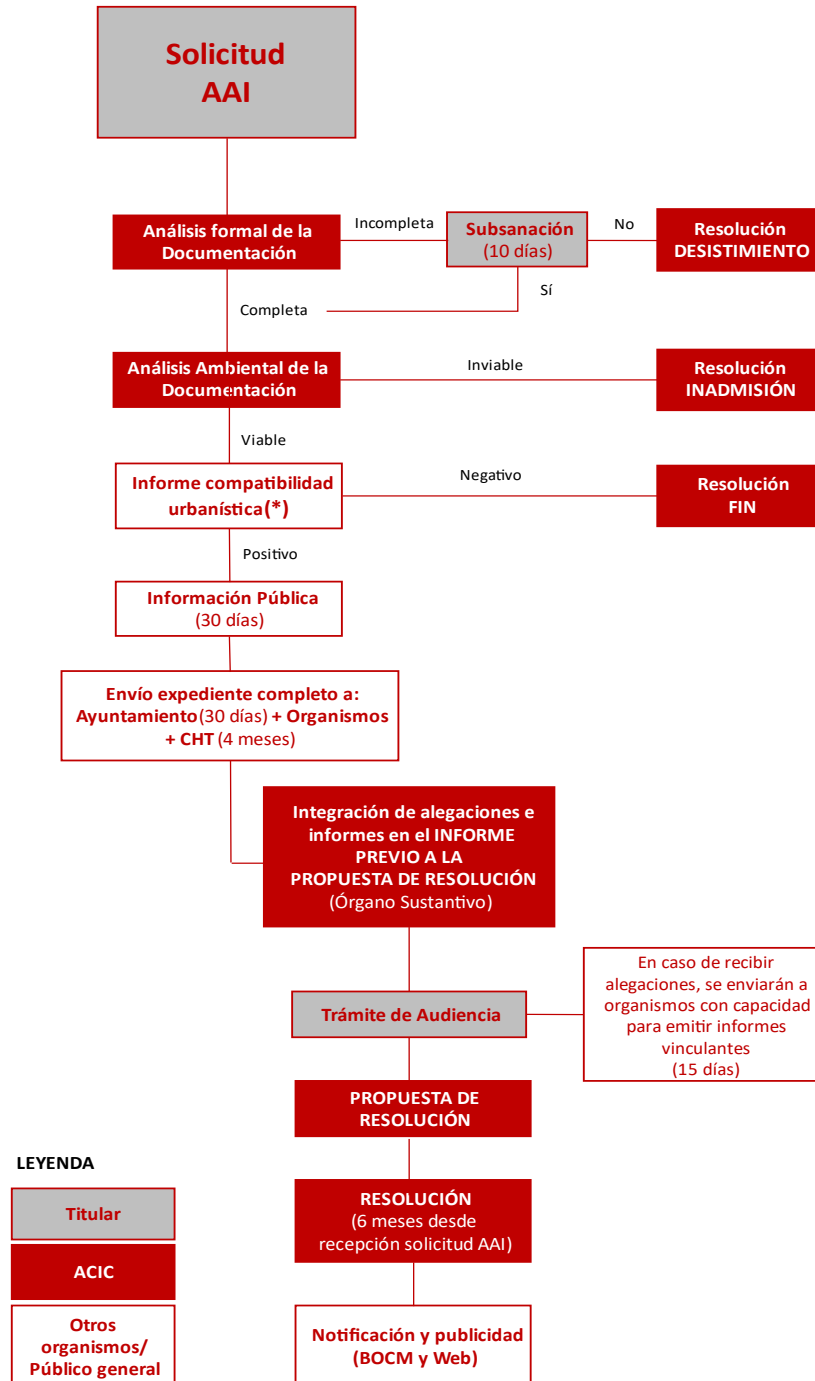 Solicitud
AAI
Análisis formal de la
Documentación
Incompleta
Subsanación
(10 días)
No
Resolución
DESISTIMIENTO
Sí
Completa
Análisis Ambiental de la
Documentación
Inviable
Resolución
INADMISIÓN
Viable
Informe compatibilidad
urbanística(*)
Negativo
Resolución
FIN
Positivo
Información Pública
(30 días)
Envío expediente completo a:
Ayuntamiento(30 días) + Organismos
+ CHT (4 meses)
Integración de alegaciones e
informes en el INFORME
PREVIO A LA
PROPUESTA DE RESOLUCIÓN
(Órgano Sustantivo)
Trámite de Audiencia
En caso de recibir
alegaciones, se enviarán a
organismos con capacidad
para emitir informes
vinculantes
(15 días)
PROPUESTA DE
RESOLUCIÓN
RESOLUCIÓN
(6 meses desde
recepción solicitud AAI)
Notificación y publicidad
(BOCM y Web)
LEYENDA
Titular
ACIC
Otros
organismos/
Público general